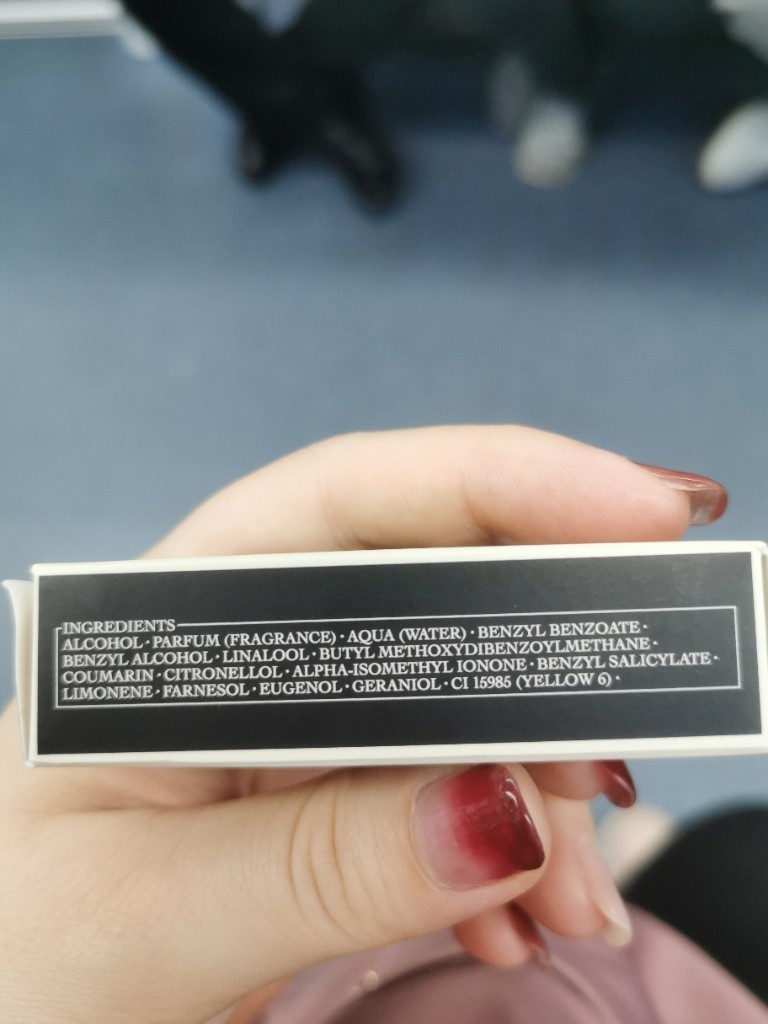 INGREDIENTS
ALCOHOL · PARFUM (FRAGRANCE) · AQUA (WATER) · BENZYL BENZOATE ·
BENZYL ALCOHOL · LINALOOL · BUTYL METHOXYDIBENZOYLMETHANE ·
COUMARIN · CITRONELLOL · ALPHA-ISOMETHYL IONONE · BENZYL SALICYLATE ·
LIMONENE · FARNESOL · EUGENOL · GERANIOL · CI 15985 (YELLOW 6) ·